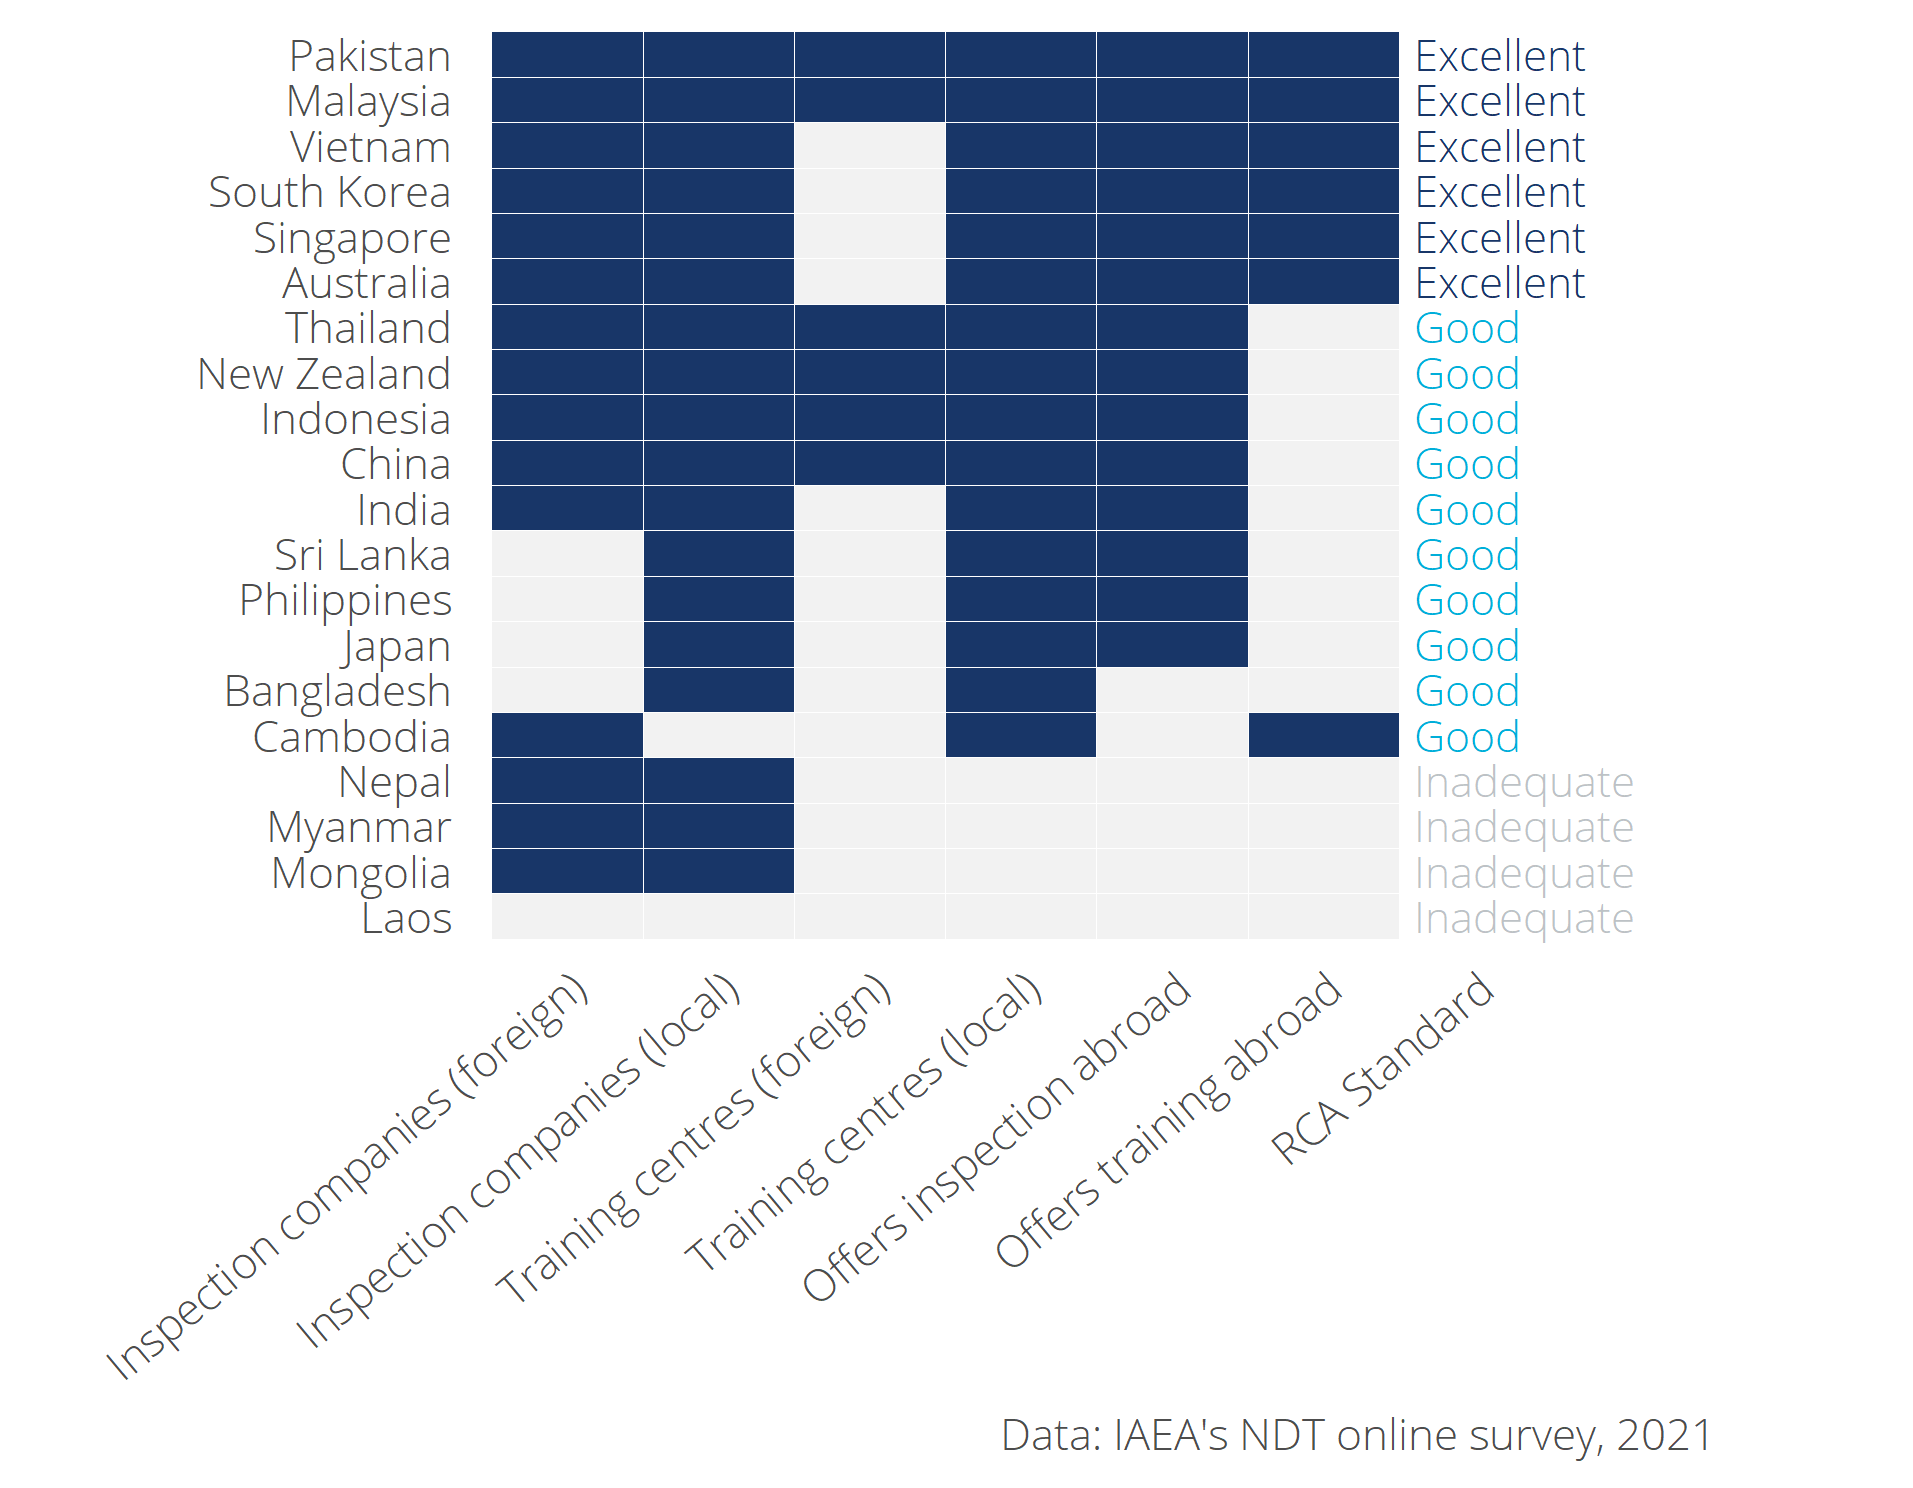 Pakistan Excellent
Malaysia Excellent
Vietnam Excellent
South Korea Excellent
Singapore Excellent
Australia Excellent
Thailand Good
New Zealand Good
Indonesia Good
China Good
India Good
Sri Lanka Good
Philippines Good
Japan Good
Bangladesh Good
Cambodia Good
Nepal Inadequate
Myanmar Inadequate
Mongolia Inadequate
Laos Inadequate
Inspection companies (foreign)
Inspection companies (local)
Training centres (foreign)
Training centres (local)
Offers inspection abroad
Offers training abroad
RCA Standard
Data: IAEA's NDT online survey, 2021